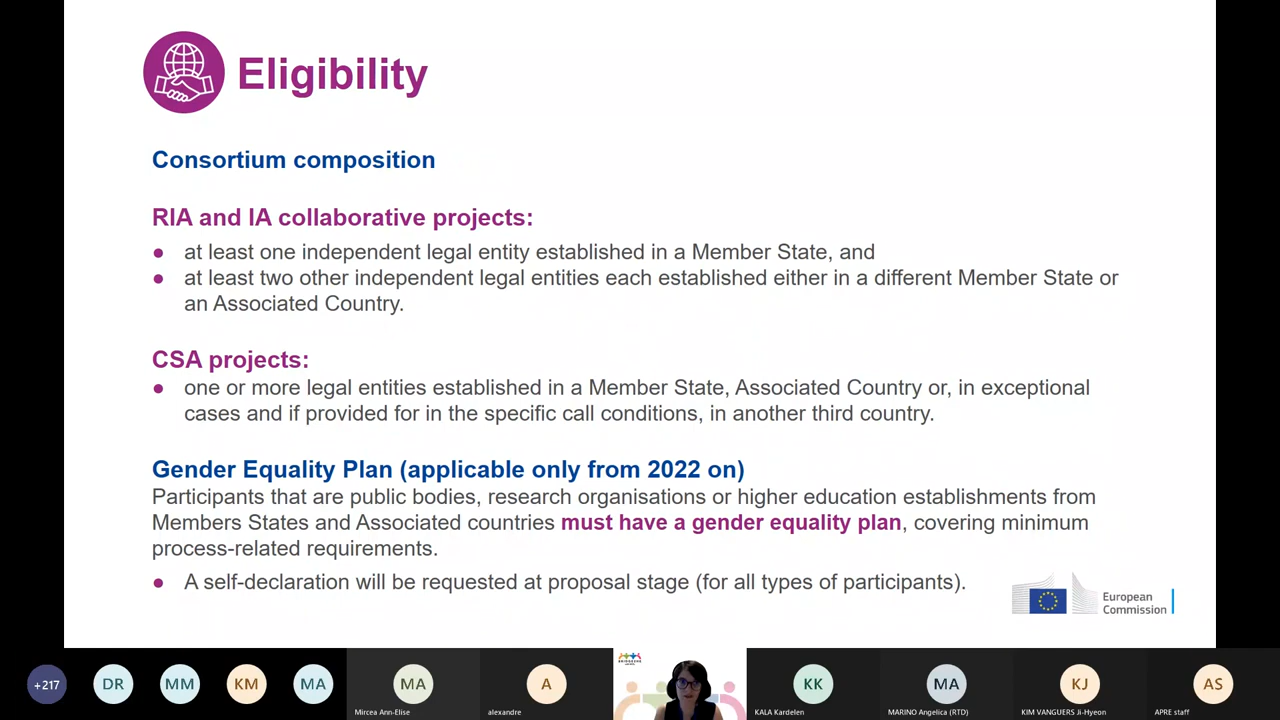 Eligibility
Consortium composition
RIA and IA collaborative projects:
● at least one independent legal entity established in a Member State, and
● at least two other independent legal entities each established either in a different Member State or
an Associated Country.
CSA projects:
● one or more legal entities established in a Member State, Associated Country or, in exceptional
cases and if provided for in the specific call conditions, in another third country.
Gender Equality Plan (applicable only from 2022 on)
Participants that are public bodies, research organisations or higher education establishments from
Members States and Associated countries must have a gender equality plan, covering minimum
process-related requirements.
● A self-declaration will be requested at proposal stage (for all types of participants).
European
Commission
+217 DR MM KM MA MA A KK MA KJ AS
Mircea Ann-Elise alexandre KALA Kardelen MARINO Angelica (RTD) KIM VANGUERS Ji-Hyeon APRE staff